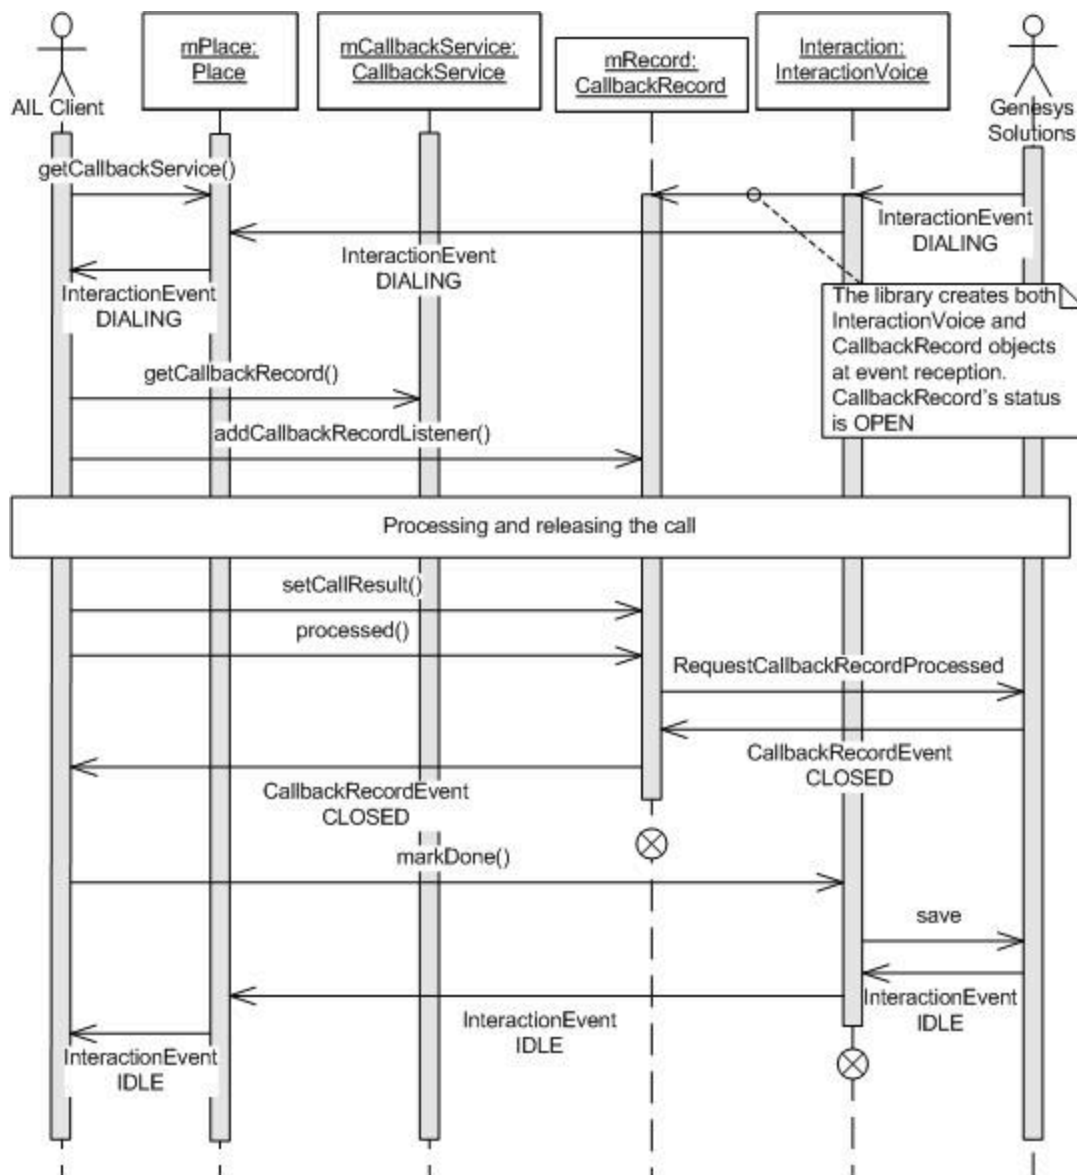 mPlace:
Place
mCallbackService:
CallbackService
mRecord:
CallbackRecord
Interaction:
InteractionVoice
AIL Client
Genesys
Solutions
getCallbackService()
InteractionEvent
DIALING
InteractionEvent
DIALING
InteractionEvent
DIALING
The library creates both
InteractionVoice and
CallbackRecord objects
at event reception.
CallbackRecord's status
is OPEN
getCallbackRecord()
addCallbackRecordListener()
Processing and releasing the call
setCallResult()
processed()
RequestCallbackRecordProcessed
CallbackRecordEvent
CLOSED
CallbackRecordEvent
CLOSED
markDone()
save
InteractionEvent
IDLE
InteractionEvent
IDLE
InteractionEvent
IDLE